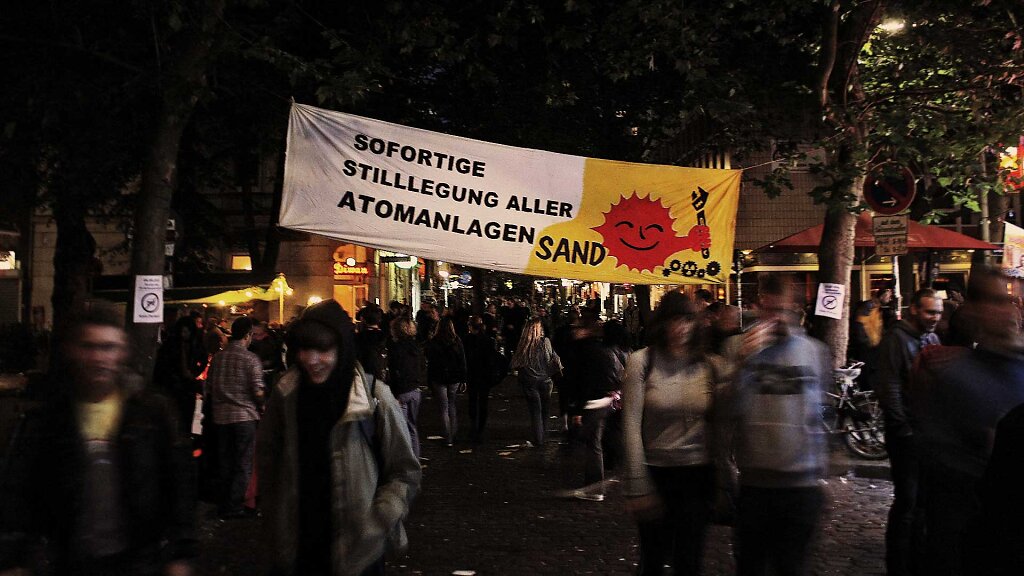 SOFORTIGE
STILLLEGUNG ALLER
ATOMANLAGEN
SAND